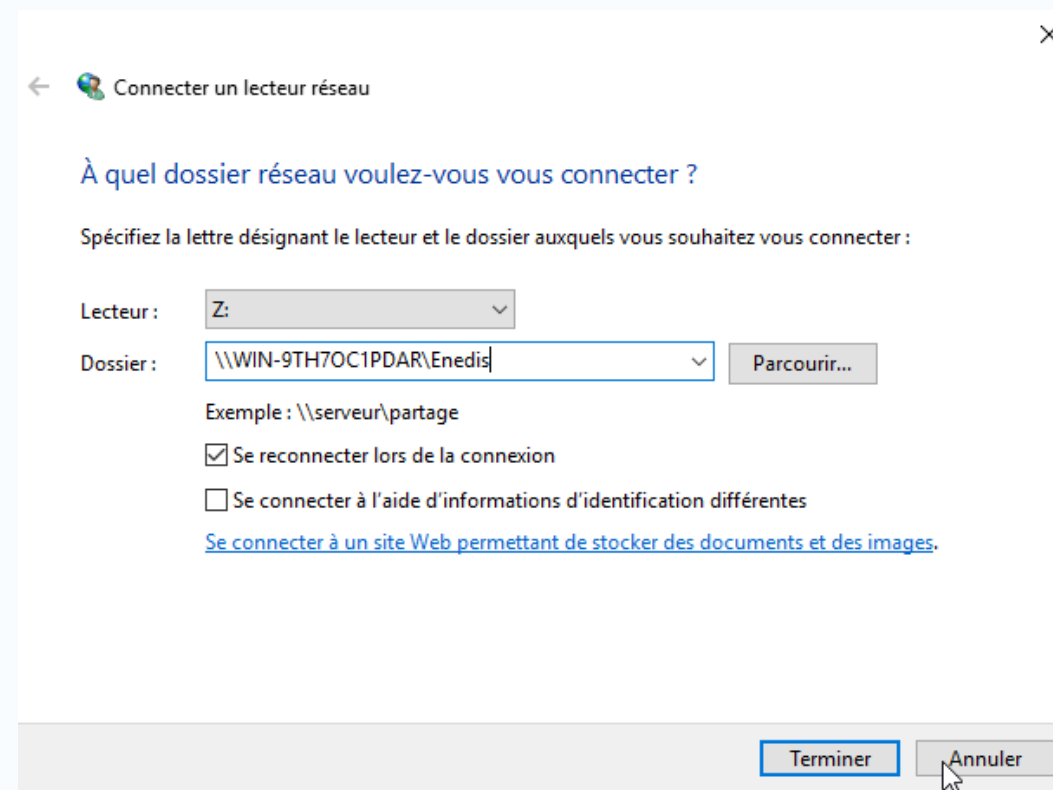 Connecter un lecteur réseau
À quel dossier réseau voulez-vous vous connecter ?
Spécifiez la lettre désignant le lecteur et le dossier auxquels vous souhaitez vous connecter :
Lecteur : Z:
Dossier : \\WIN-9TH7OC1PDAR\Enedis Parcourir...
Exemple : \\serveur\partage
Se reconnecter lors de la connexion
Se connecter à l'aide d'informations d'identification différentes
Se connecter à un site Web permettant de stocker des documents et des images.
Terminer Annuler